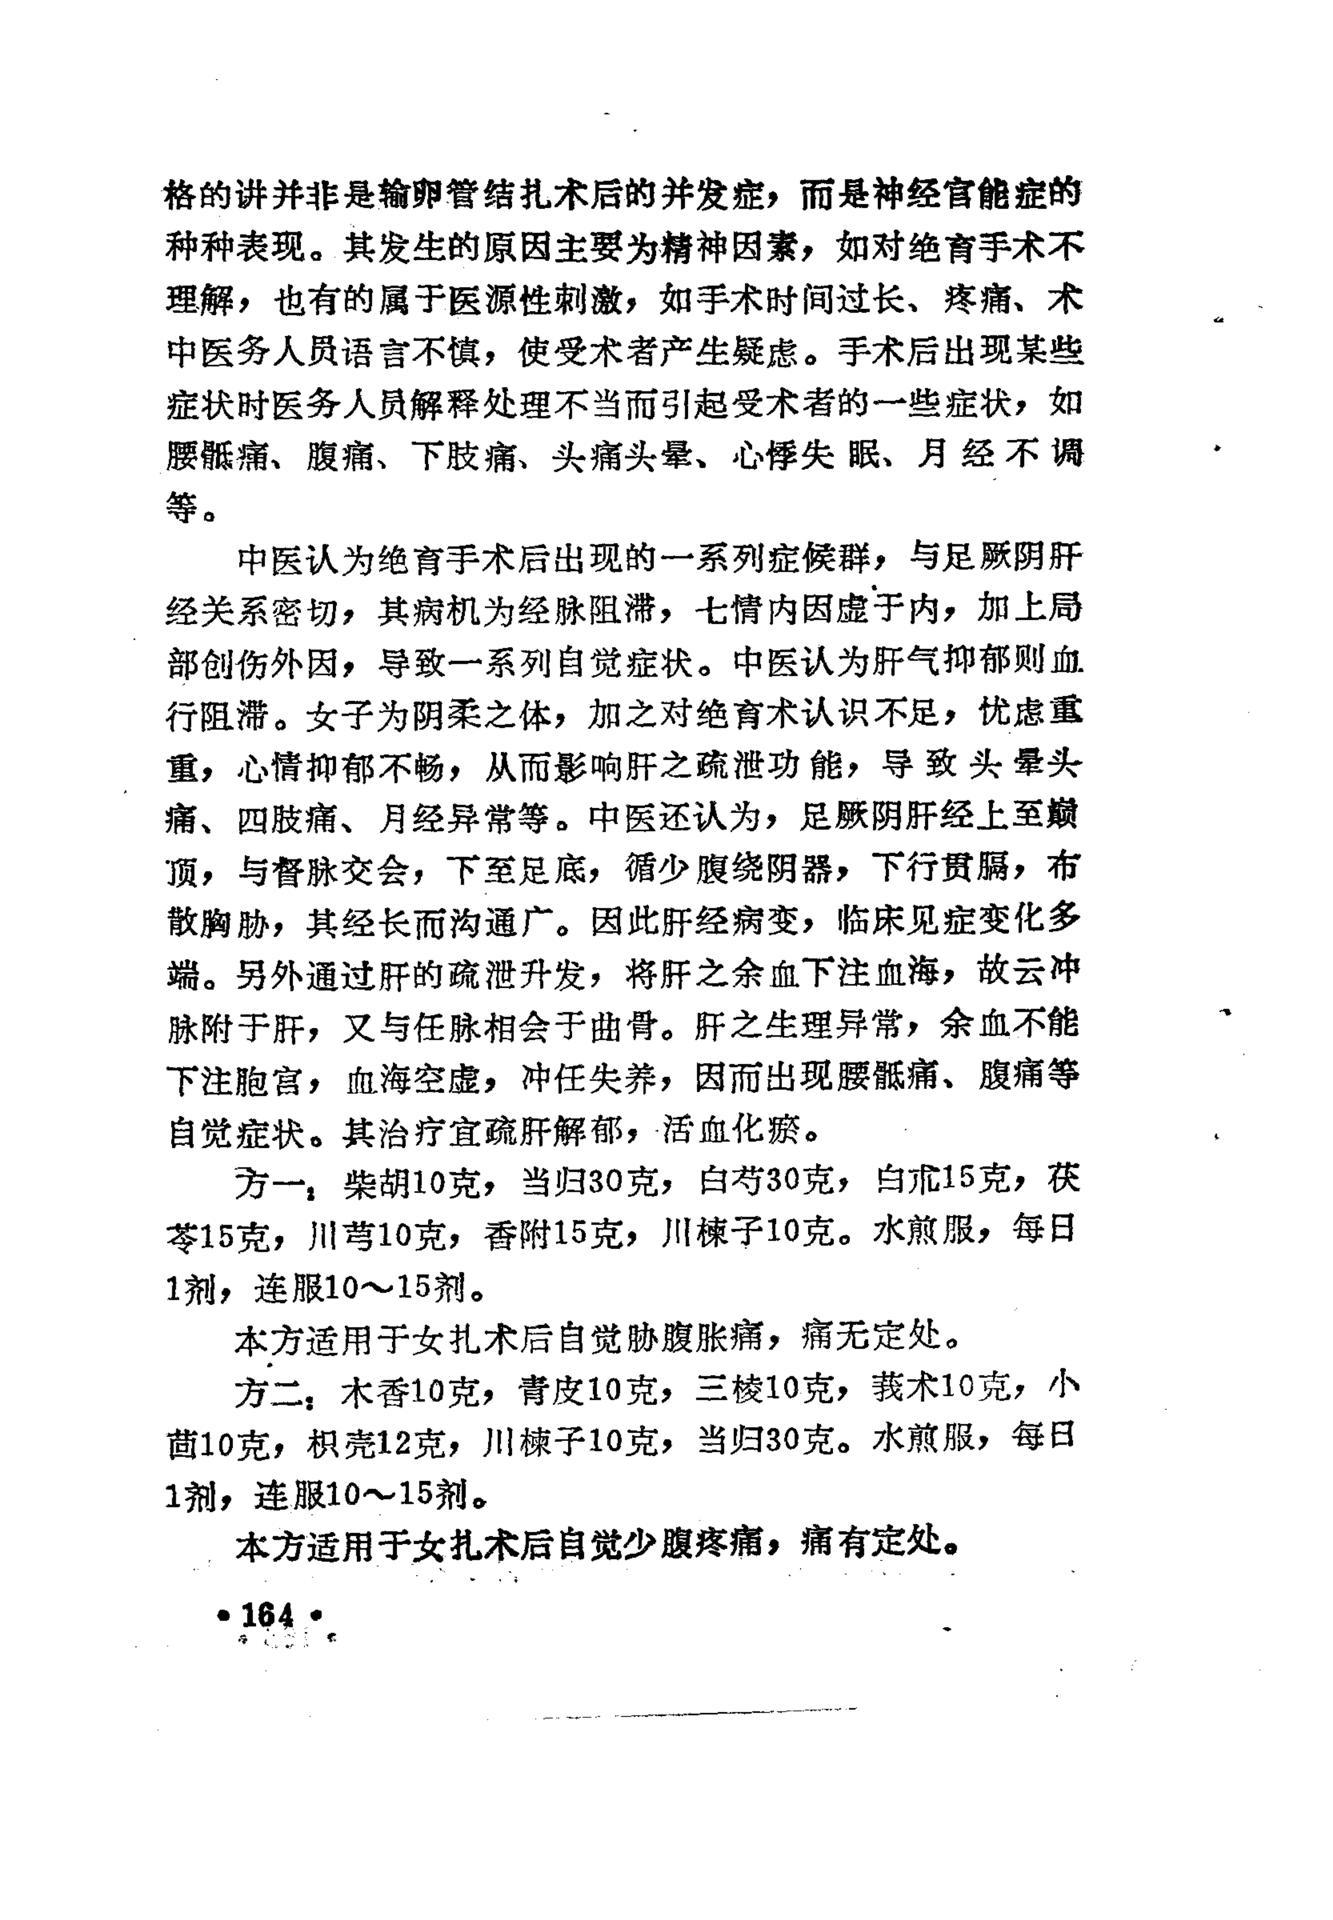 格的讲并非是输卵管结扎术后的并发症，而是神经官能症的
种种表现。其发生的原因主要为精神因素，如对绝育手术不
理解，也有的属于医源性刺激，如手术时间过长、疼痛、术
中医务人员语言不慎，使受术者产生疑虑。手术后出现某些
症状时医务人员解释处理不当而引起受术者的一些症状，如
腰骶痛、腹痛、下肢痛、头痛头晕、心悸失眠、月经不调
等。
中医认为绝育手术后出现的一系列症候群，与足厥阴肝
经关系密切，其病机为经脉阻滞，七情内因虚于内，加上局
部创伤外因，导致一系列自觉症状。中医认为肝气抑郁则血
行阻滞。女子为阴柔之体，加之对绝育术认识不足，忧虑重
重，心情抑郁不畅，从而影响肝之疏泄功能，导致头晕头
痛、四肢痛、月经异常等。中医还认为，足厥阴肝经上至巅
顶，与督脉交会，下至足底，循少腹绕阴器，下行贯膈，布
散胸胁，其经长而沟通广。因此肝经病变，临床见症变化多
端。另外通过肝的疏泄升发，将肝之余血下注血海，故云冲
脉附于肝，又与任脉相会于曲骨。肝之生理异常，余血不能
下注胞宫，血海空虚，冲任失养，因而出现腰骶痛、腹痛等
自觉症状。其治疗宜疏肝解郁，活血化瘀。
方一：柴胡10克，当归30克，白芍30克，白朮15克，茯
苓15克，川芎10克，香附15克，川楝子10克。水煎服，每日
1剂，连服10～15剂。
本方适用于女扎术后自觉胁腹胀痛，痛无定处。
方二：木香10克，青皮10克，三棱10克，莪术10克，小
茴10克，枳壳12克，川楝子10克，当归30克。水煎服，每日
1剂，连服10～15剂。
本方适用于女扎术后自觉少腹疼痛，痛有定处。
•164•